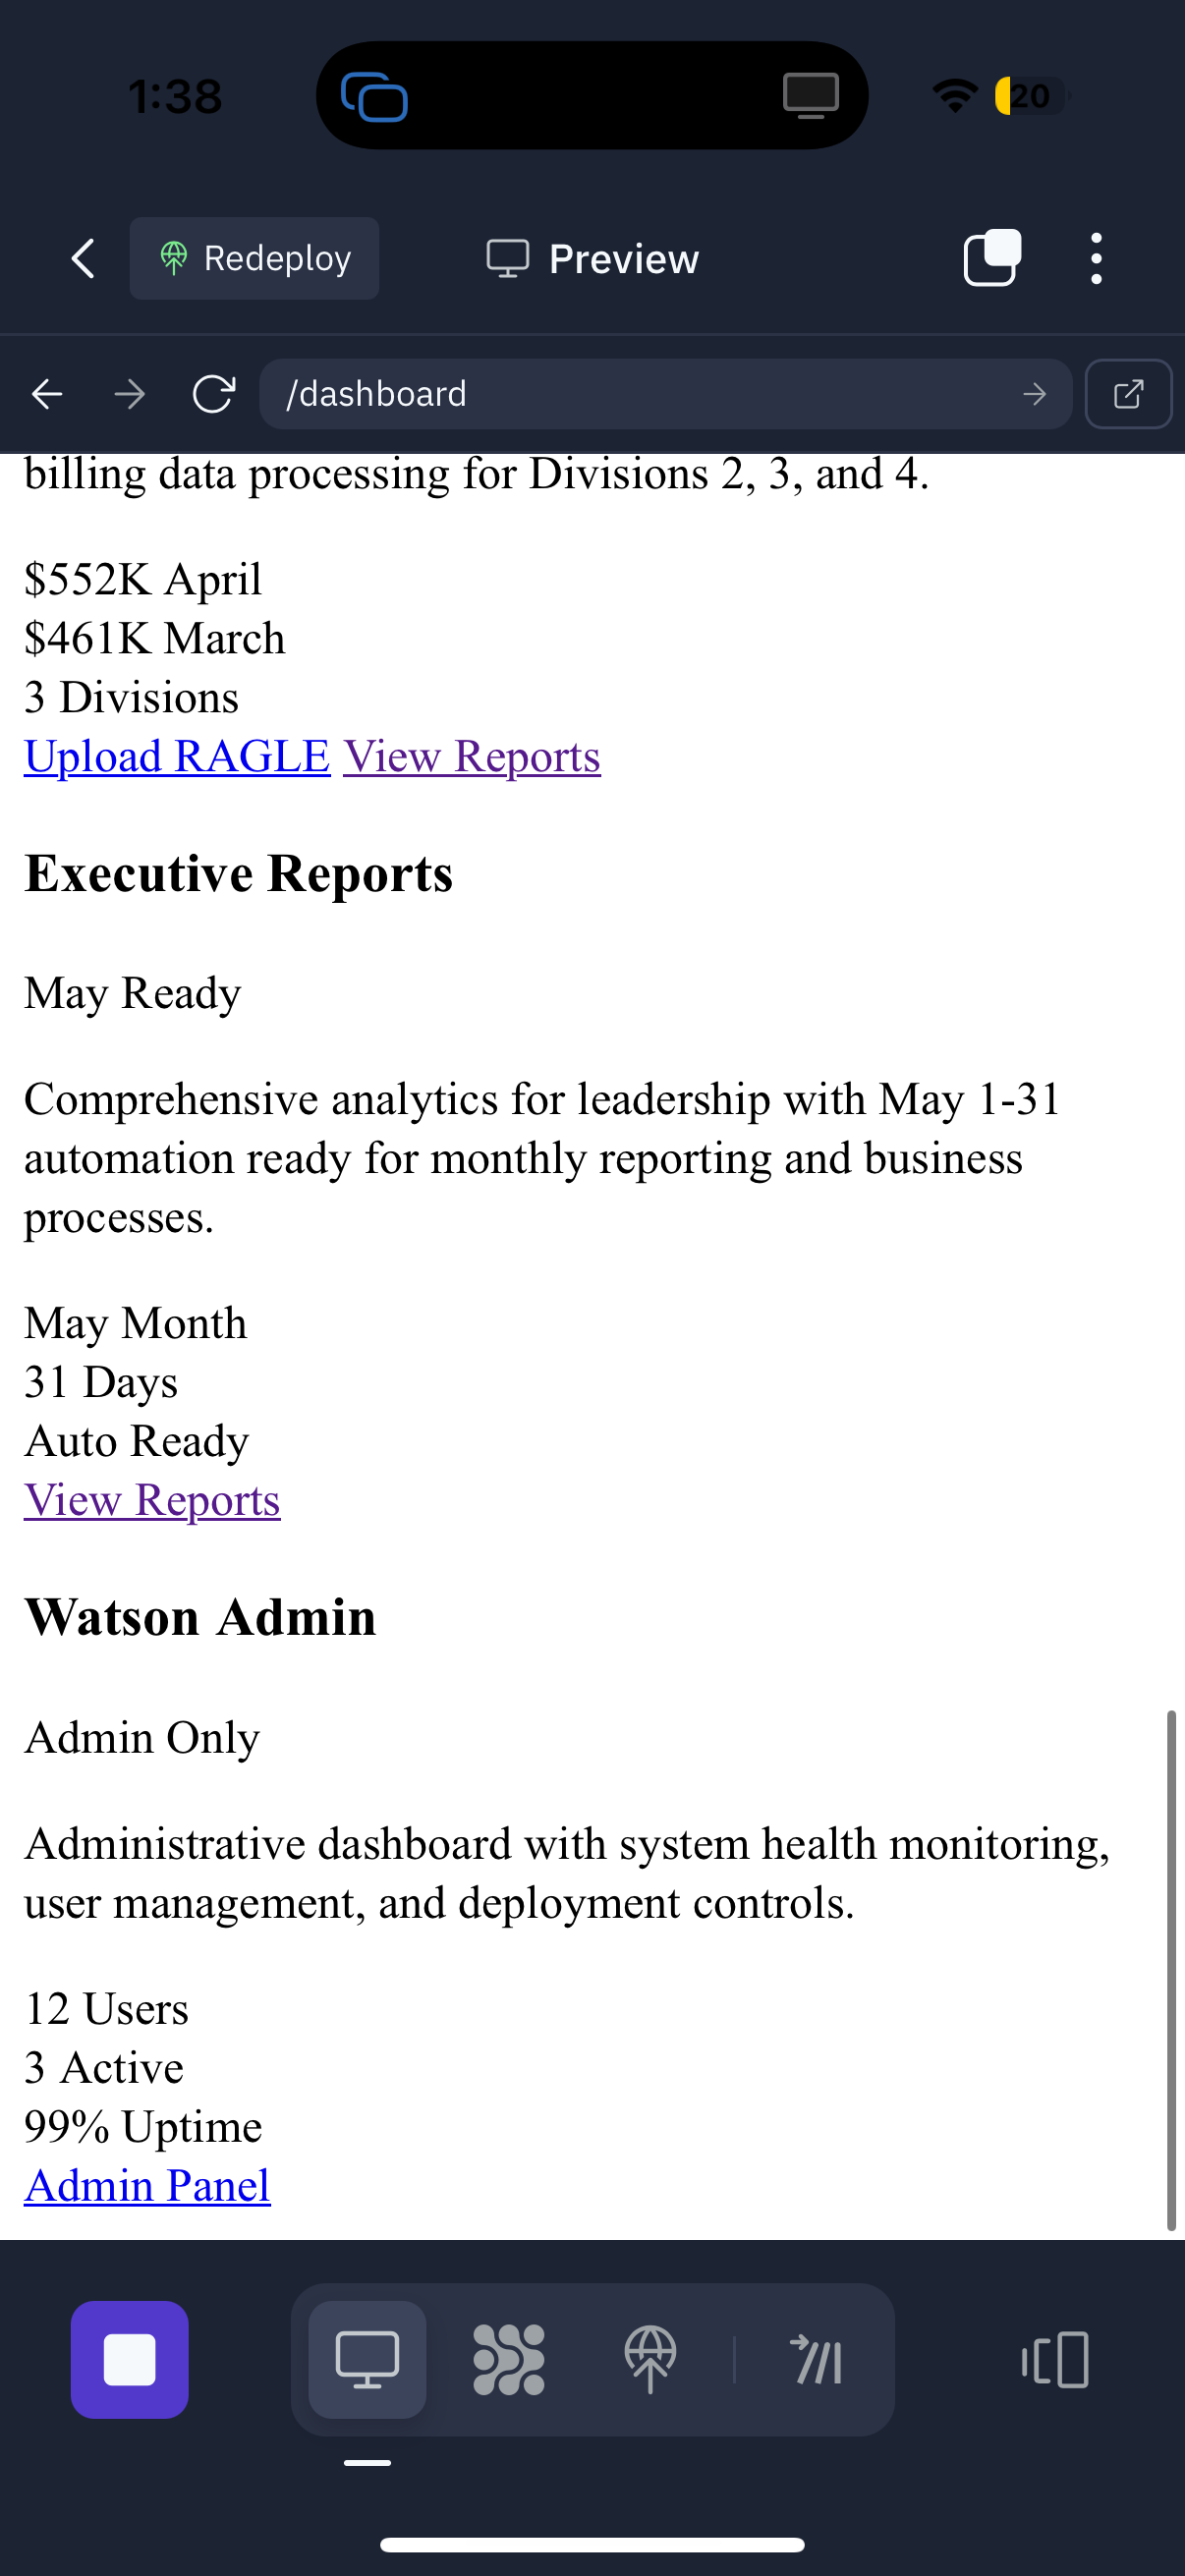 1:38
20
Redeploy
Preview
/dashboard
billing data processing for Divisions 2, 3, and 4.
$552K April
$461K March
3 Divisions
Upload RAGLE View Reports
Executive Reports
May Ready
Comprehensive analytics for leadership with May 1-31
automation ready for monthly reporting and business
processes.
May Month
31 Days
Auto Ready
View Reports
Watson Admin
Admin Only
Administrative dashboard with system health monitoring,
user management, and deployment controls.
12 Users
3 Active
99% Uptime
Admin Panel